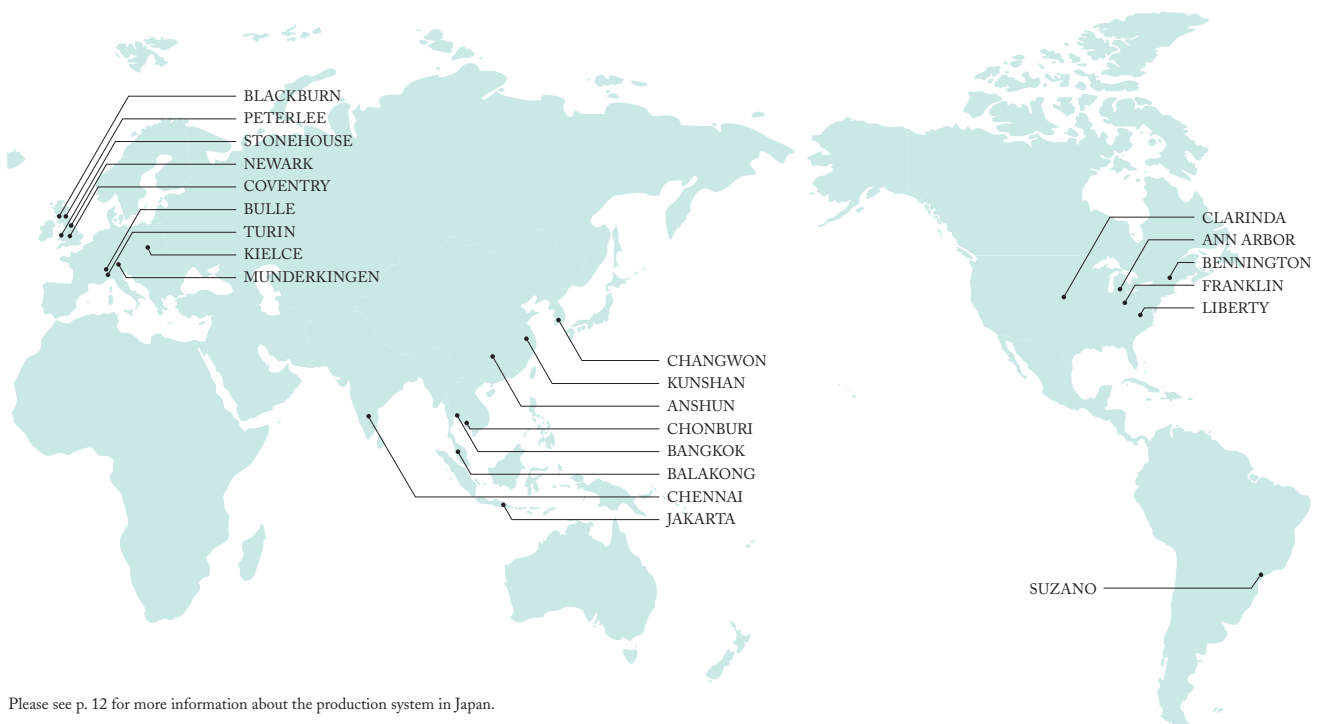 BLACKBURN
PETERLEE
STONEHOUSE
NEWARK
COVENTRY
BULLE
TURIN
KIELCE
MUNDERKINGEN
CHANGWON
KUNSHAN
ANSHUN
CHONBURI
BANGKOK
BALAKONG
CHENNAI
JAKARTA
CLARINDA
ANN ARBOR
BENNINGTON
FRANKLIN
LIBERTY
SUZANO
Please see p. 12 for more information about the production system in Japan.